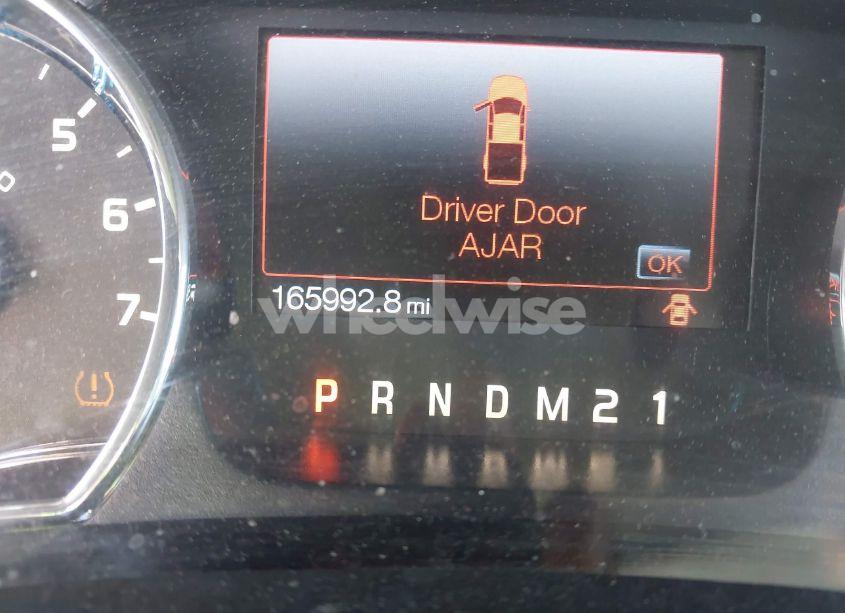 5
6
7
Driver Door
AJAR
OK
165992.8 mi
wheelwise
P R N D M 2 1